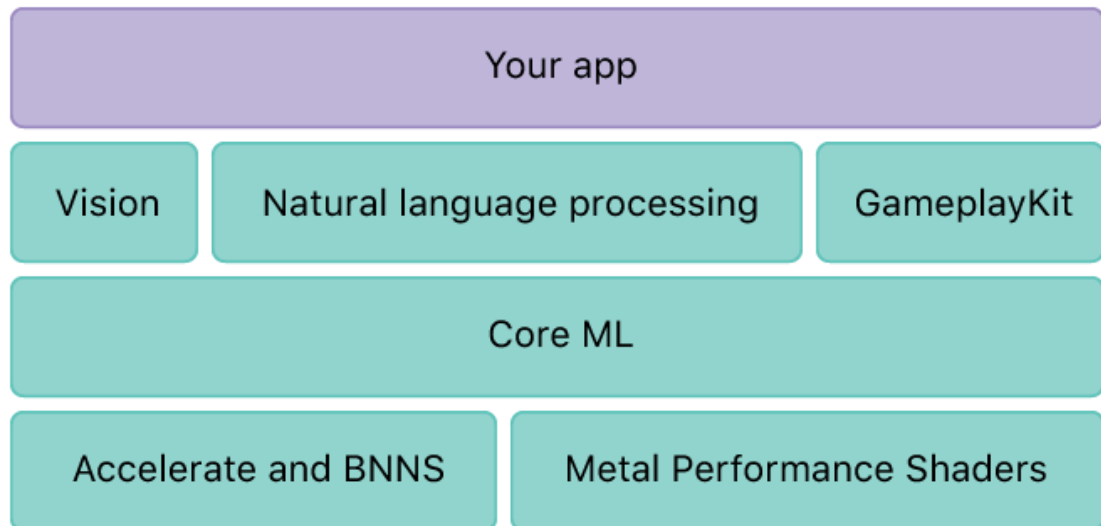 Your app
Vision
Natural language processing
GameplayKit
Core ML
Accelerate and BNNS
Metal Performance Shaders